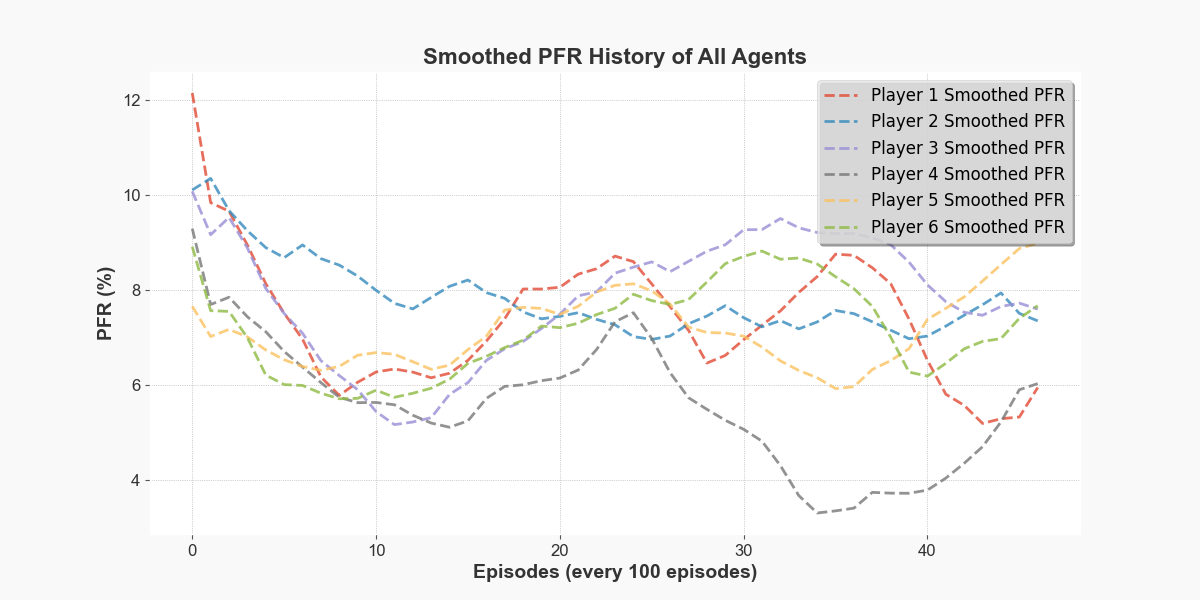 Smoothed PFR History of All Agents
Player 1 Smoothed PFR
Player 2 Smoothed PFR
Player 3 Smoothed PFR
Player 4 Smoothed PFR
Player 5 Smoothed PFR
Player 6 Smoothed PFR
12
10
8
6
4
PFR (%)
0 10 20 30 40
Episodes (every 100 episodes)